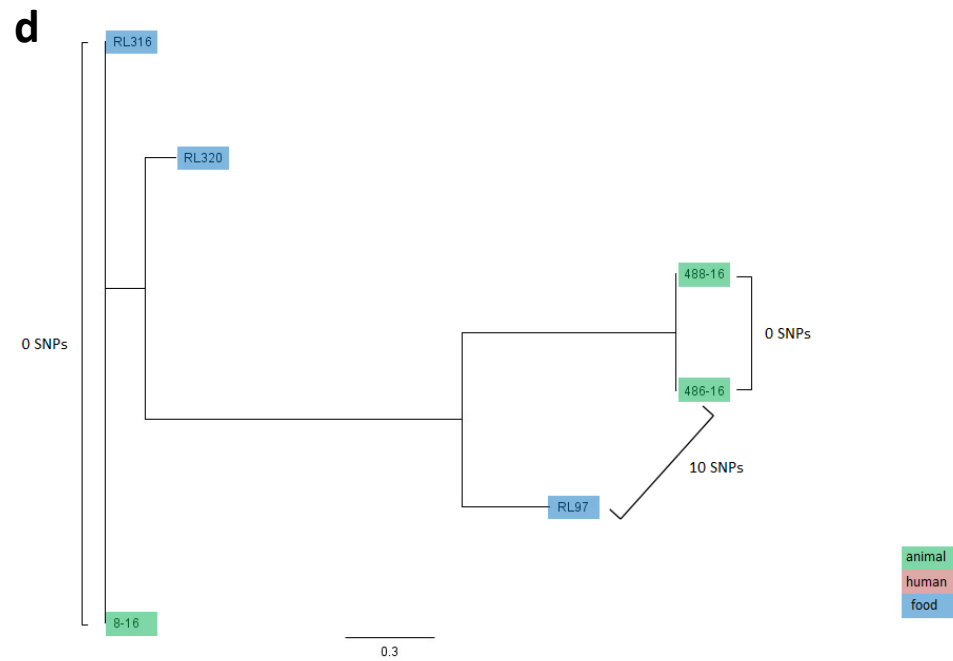 d
RL316
RL320
488-16
0 SNPs
0 SNPs
486-16
10 SNPs
RL97
animal
human
food
8-16
0.3